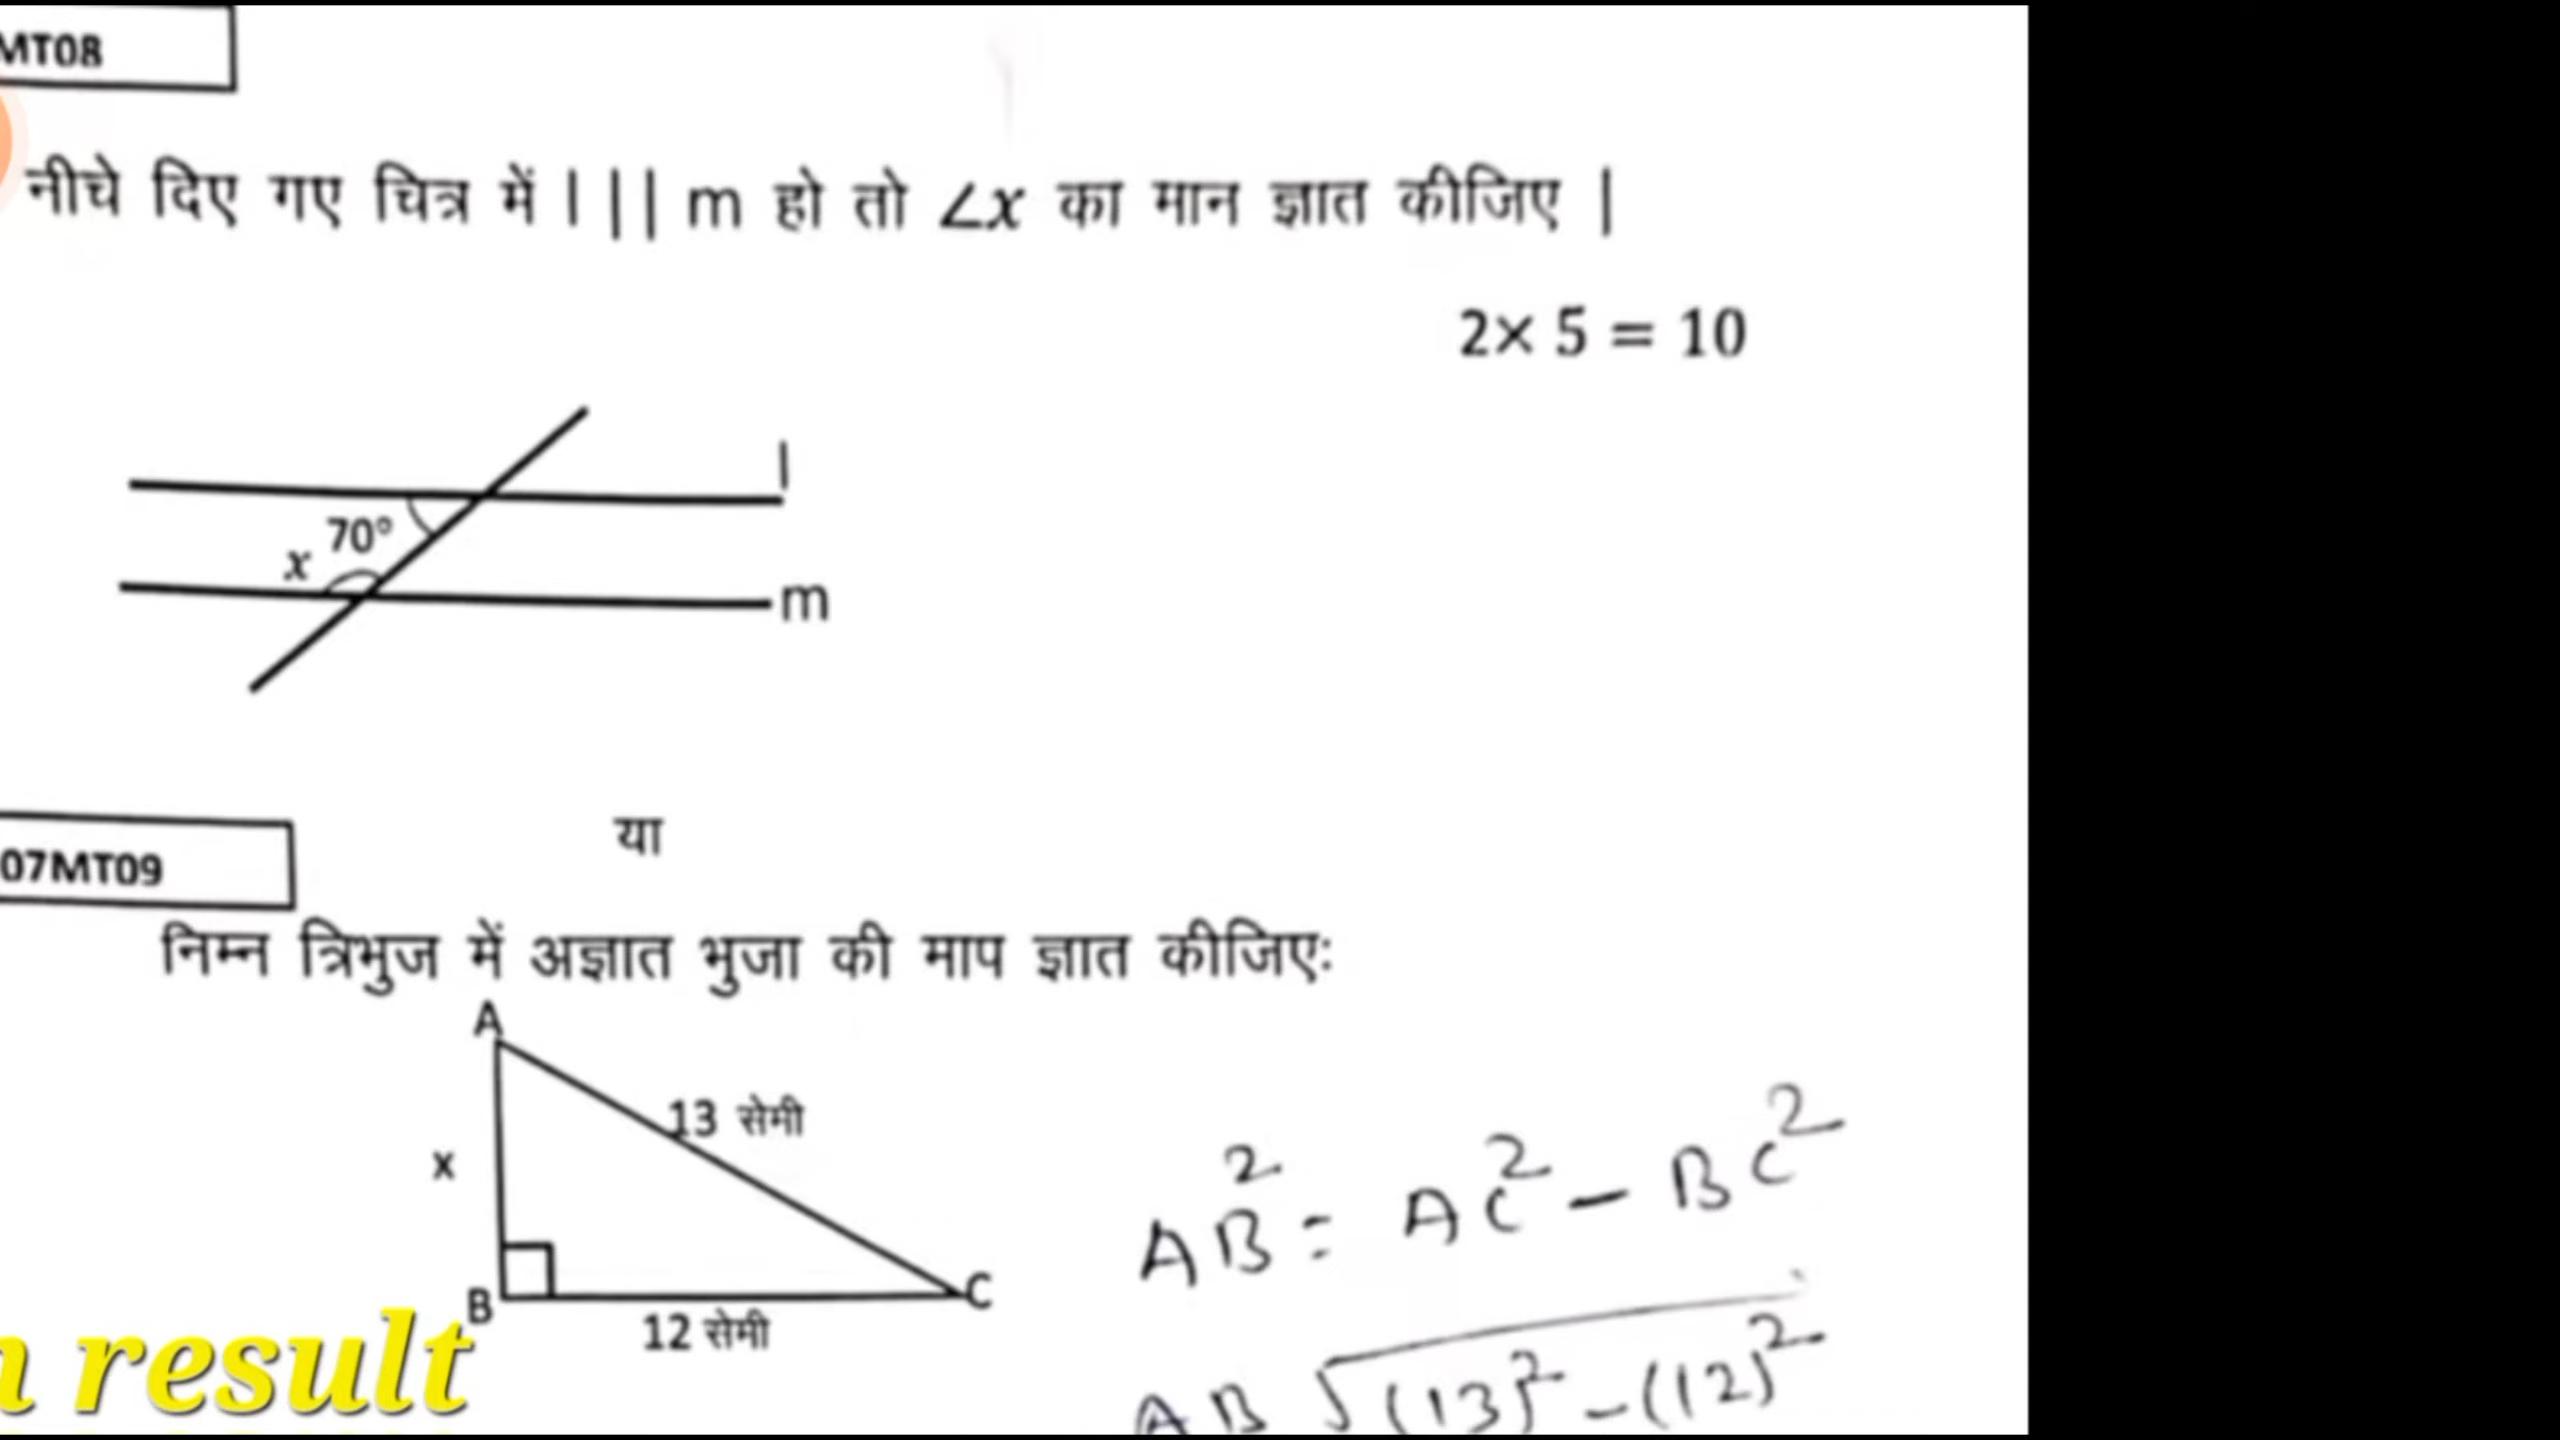 MT08
नीचे दिए गए चित्र में l || m हो तो ∠x का मान ज्ञात कीजिए |
2× 5 = 10
l
70°
x
m
या
07MT09
निम्न त्रिभुज में अज्ञात भुजा की माप ज्ञात कीजिएः
A
13 सेमी
x
B
C
12 सेमी
AB² = AC² - BC²
AB √(13)² - (12)²
result